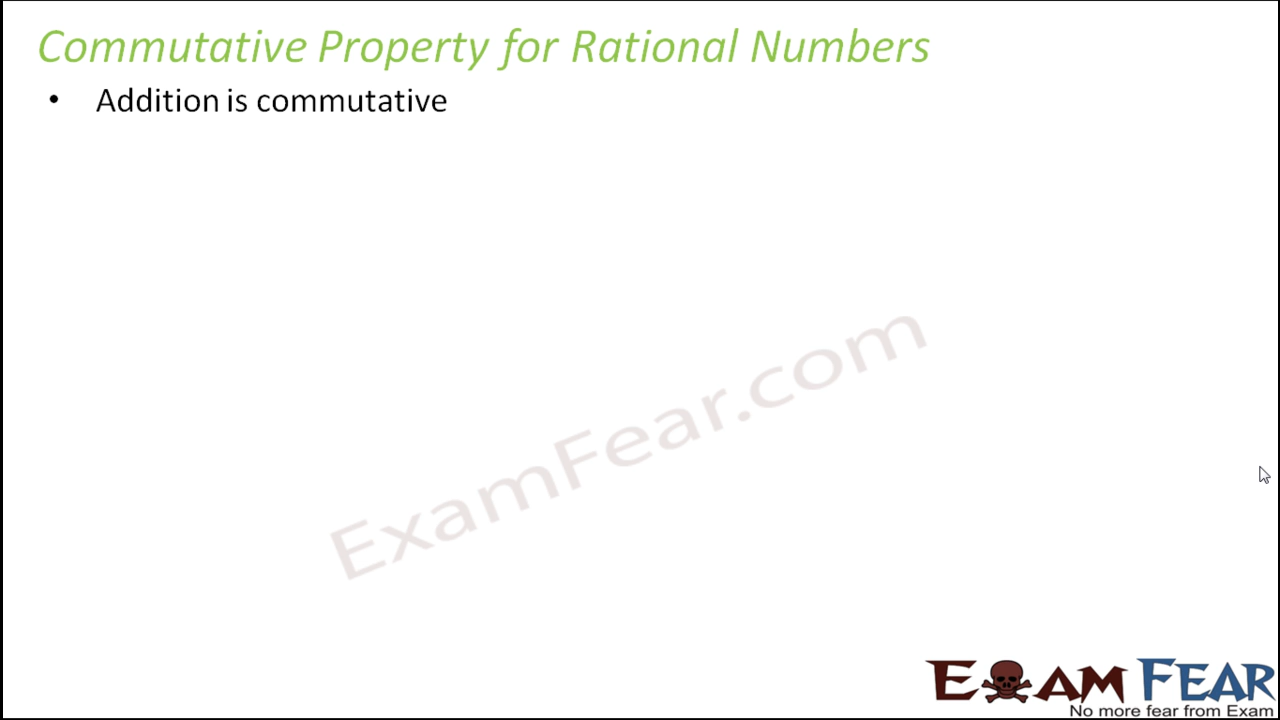 Commutative Property for Rational Numbers
• Addition is commutative
ExamFear.com
EXAM FEAR
No more fear from Exam